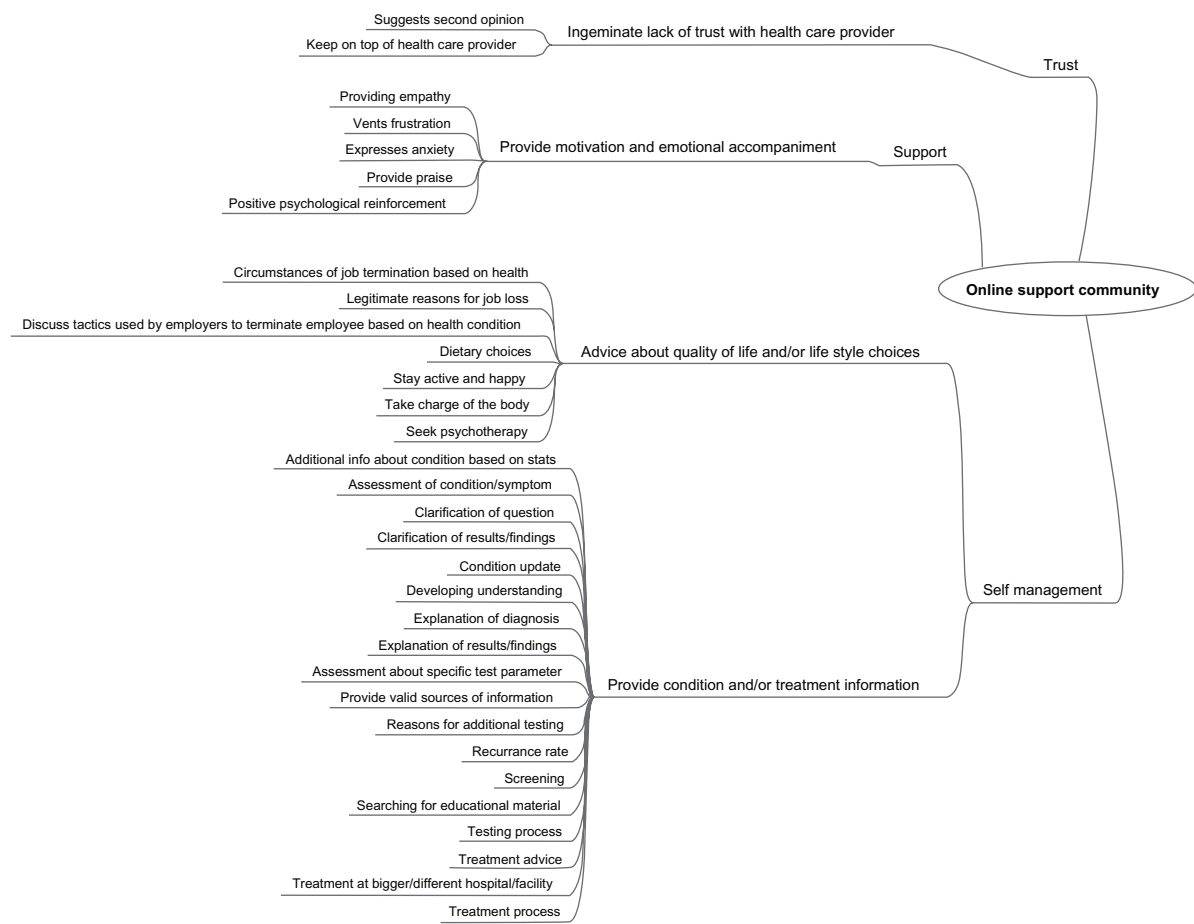 Suggests second opinion
Keep on top of health care provider
Ingeminate lack of trust with health care provider
Trust
Providing empathy
Vents frustration
Expresses anxiety
Provide praise
Positive psychological reinforcement
Provide motivation and emotional accompaniment
Support
Online support community
Circumstances of job termination based on health
Legitimate reasons for job loss
Discuss tactics used by employers to terminate employee based on health condition
Dietary choices
Stay active and happy
Take charge of the body
Seek psychotherapy
Advice about quality of life and/or life style choices
Additional info about condition based on stats
Assessment of condition/symptom
Clarification of question
Clarification of results/findings
Condition update
Developing understanding
Explanation of diagnosis
Explanation of results/findings
Assessment about specific test parameter
Provide valid sources of information
Reasons for additional testing
Recurrance rate
Screening
Searching for educational material
Testing process
Treatment advice
Treatment at bigger/different hospital/facility
Treatment process
Provide condition and/or treatment information
Self management